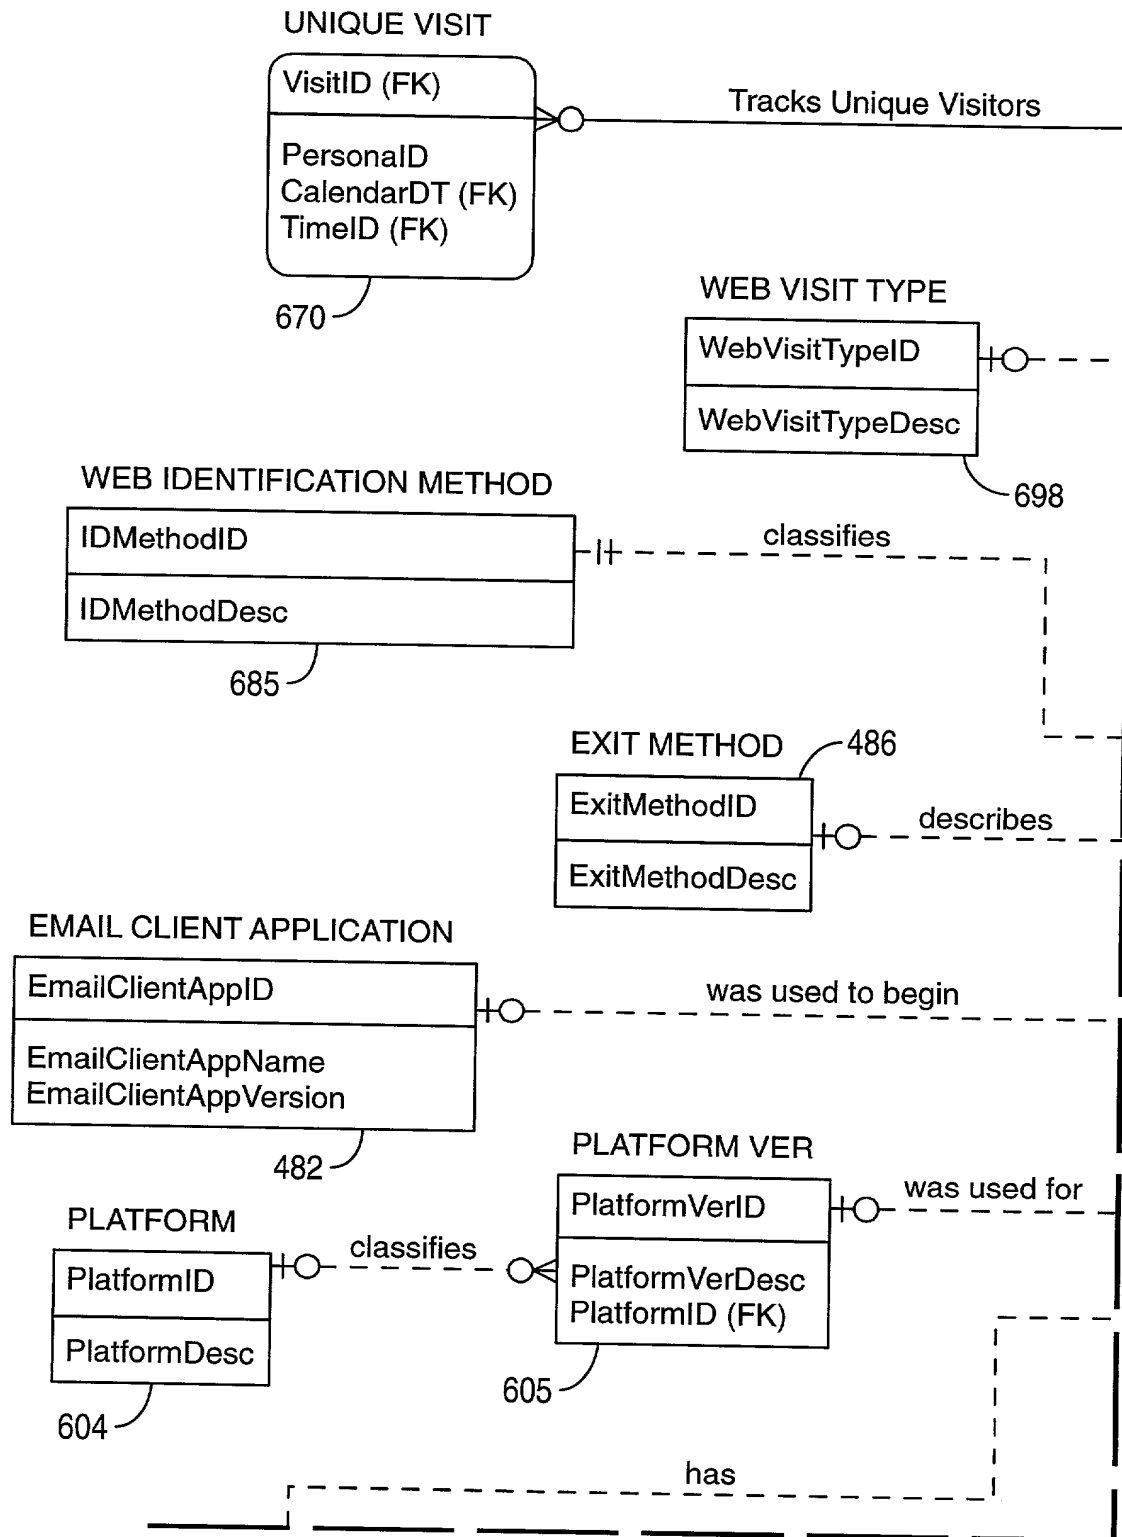 UNIQUE VISIT
VisitID (FK)
Tracks Unique Visitors
PersonaID
CalendarDT (FK)
TimeID (FK)
670
WEB VISIT TYPE
WebVisitTypeID
WebVisitTypeDesc
698
WEB IDENTIFICATION METHOD
IDMethodID
classifies
IDMethodDesc
685
EXIT METHOD
486
ExitMethodID
describes
ExitMethodDesc
EMAIL CLIENT APPLICATION
EmailClientAppID
was used to begin
EmailClientAppName
EmailClientAppVersion
482
PLATFORM VER
PlatformVerID
was used for
PLATFORM
classifies
PlatformID
PlatformVerDesc
PlatformID (FK)
PlatformDesc
605
604
has